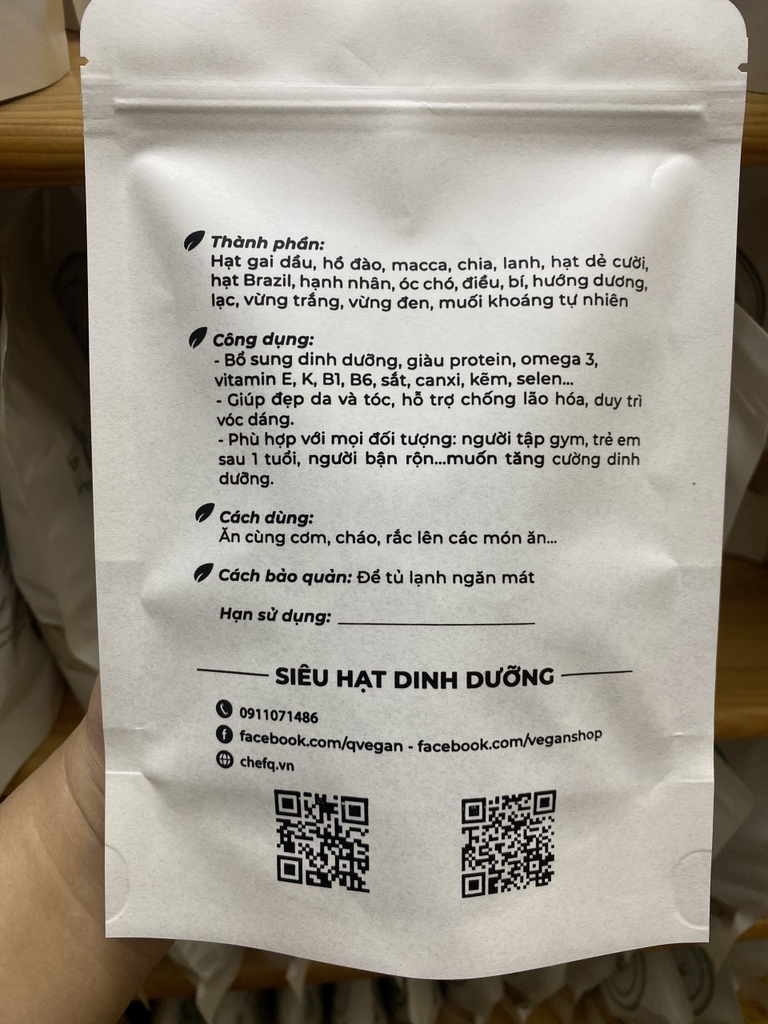 Thành phần:
Hạt gai dầu, hồ đào, macca, chia, lanh, hạt dẻ cười,
hạt Brazil, hạnh nhân, óc chó, điều, bí, hướng dương,
lạc, vừng trắng, vừng đen, muối khoáng tự nhiên
Công dụng:
- Bổ sung dinh dưỡng, giàu protein, omega 3,
vitamin E, K, B1, B6, sắt, canxi, kẽm, selen...
- Giúp đẹp da và tóc, hỗ trợ chống lão hóa, duy trì
vóc dáng.
- Phù hợp với mọi đối tượng: người tập gym, trẻ em
sau 1 tuổi, người bận rộn...muốn tăng cường dinh
dưỡng.
Cách dùng:
Ăn cùng cơm, cháo, rắc lên các món ăn...
Cách bảo quản: Để tủ lạnh ngăn mát
Hạn sử dụng: ____________________
SIÊU HẠT DINH DƯỠNG
0911071486
facebook.com/qvegan - facebook.com/veganshop
chefq.vn